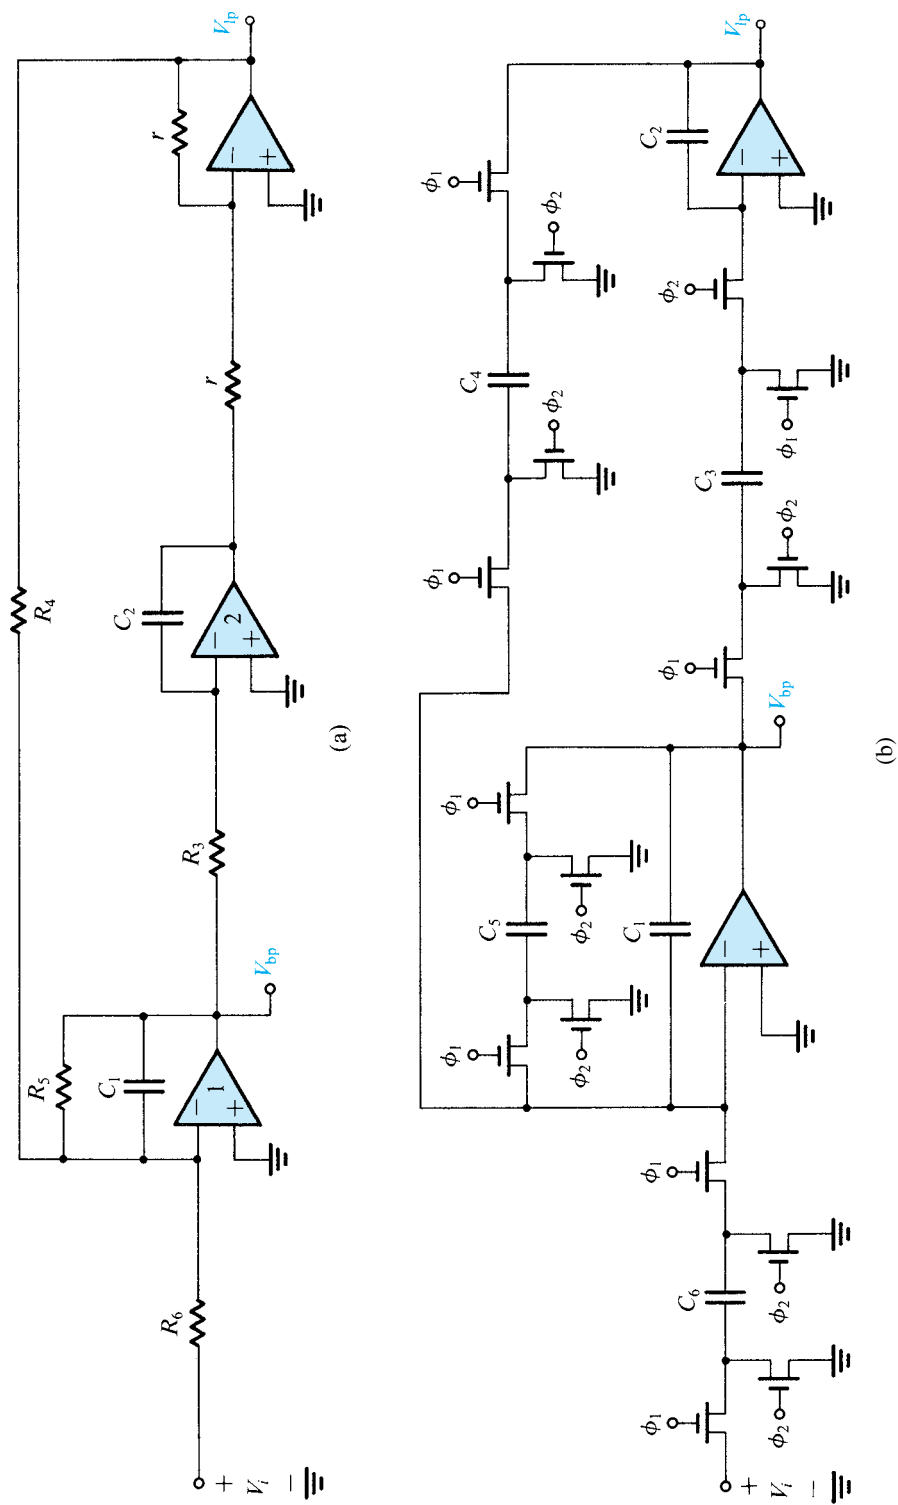 V_i
+
−
R_6
R_5
C_1
1
−
+
V_bp
R_3
R_4
C_2
2
−
+
r
r
−
+
V_lp
(a)
V_i
+
−
ϕ_1
ϕ_2
C_6
ϕ_2
ϕ_1
ϕ_1
ϕ_2
C_5
ϕ_2
ϕ_1
C_1
−
+
V_bp
ϕ_1
ϕ_2
C_3
ϕ_1
ϕ_2
ϕ_1
ϕ_2
C_4
ϕ_2
ϕ_1
C_2
−
+
V_lp
(b)